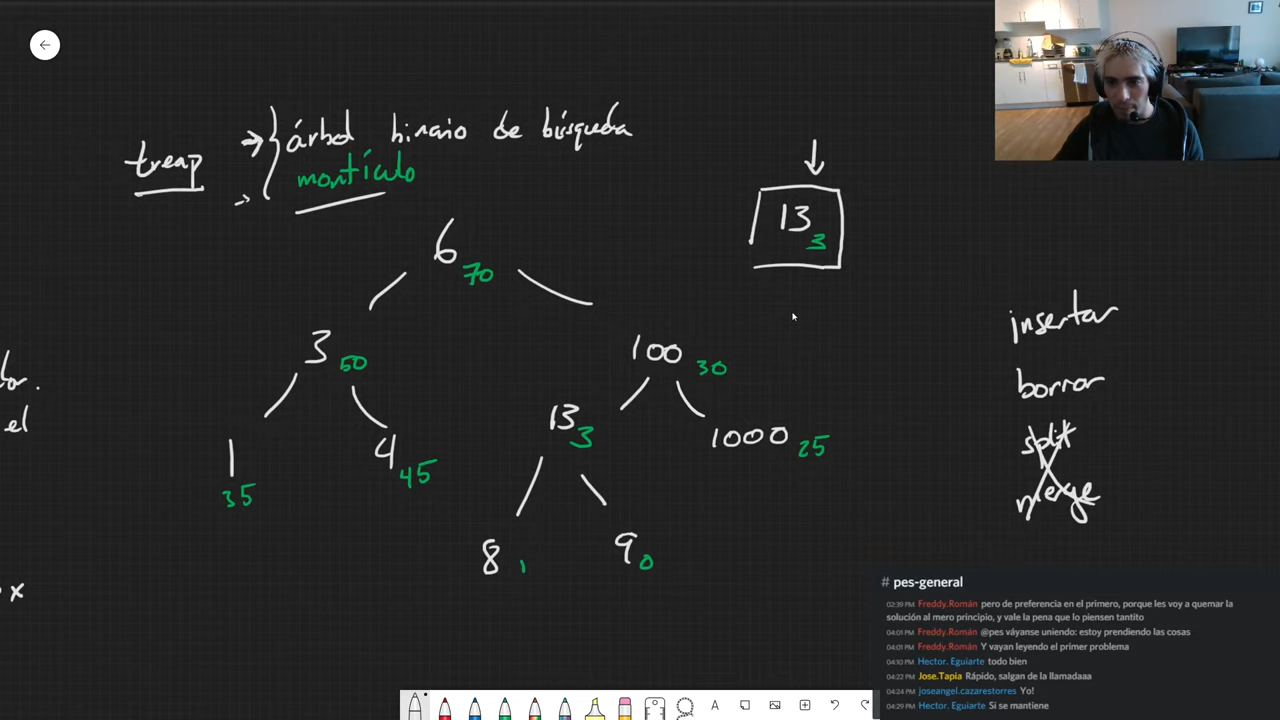 treap
árbol binario de búsqueda
montículo
13 3
6 70
3 50
100 30
13 3
1000 25
1 35
4 45
8 1
9 0
insertar
borrar
split
merge
lor.
el
x
# pes-general
02:39 PM Freddy.Román pero de preferencia en el primero, porque les voy a quemar la
solución al mero principio, y vale la pena que lo piensen tantito
04:01 PM Freddy.Román @pes váyanse uniendo: estoy prendiendo las cosas
04:01 PM Freddy.Román Y vayan leyendo el primer problema
04:10 PM Hector. Eguiarte todo bien
04:22 PM Jose.Tapia Rápido, salgan de la llamadaaa
04:24 PM joseangel.cazarestorres Yo!
04:29 PM Hector. Eguiarte Si se mantiene
A